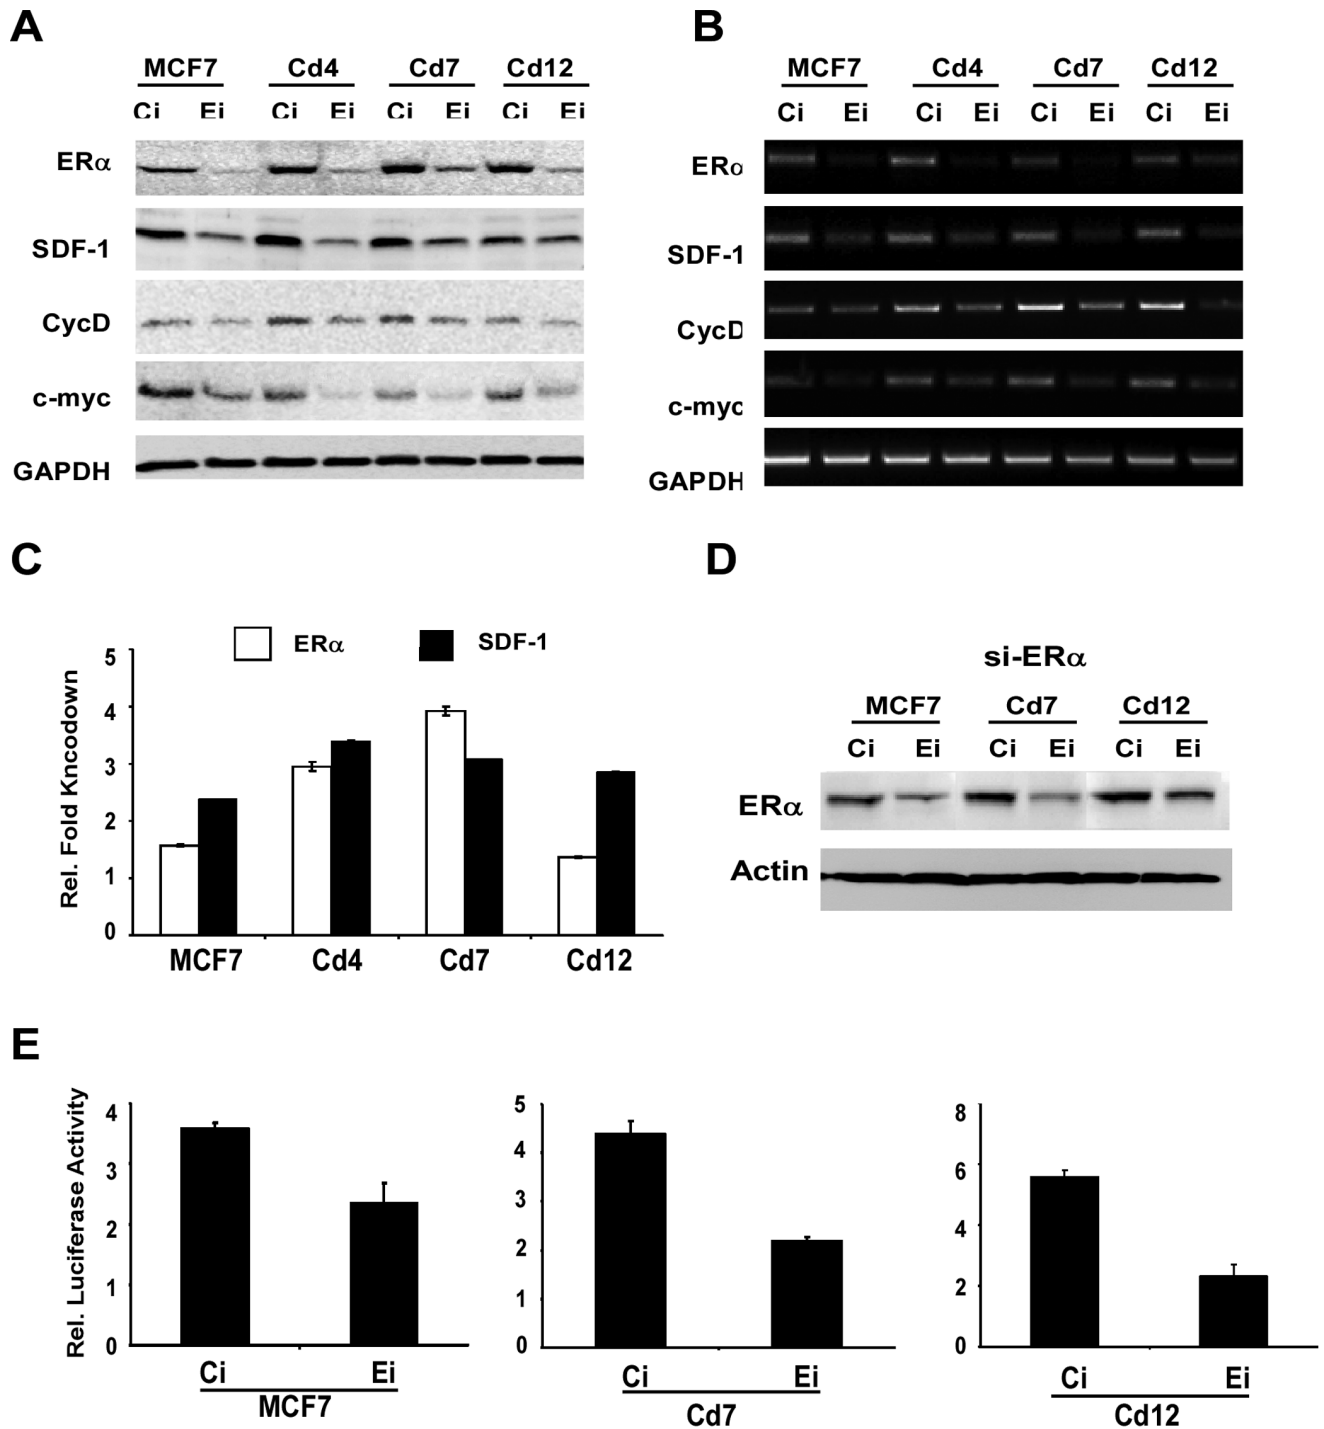 A
MCF7 Cd4 Cd7 Cd12
Ci Ei Ci Ei Ci Ei Ci Ei
ERα
SDF-1
CycD
c-myc
GAPDH
B
MCF7 Cd4 Cd7 Cd12
Ci Ei Ci Ei Ci Ei Ci Ei
ERα
SDF-1
CycD
c-myc
GAPDH
C
ERα SDF-1
Rel. Fold Kncodown
5
4
3
2
1
0
MCF7 Cd4 Cd7 Cd12
D
si-ERα
MCF7 Cd7 Cd12
Ci Ei Ci Ei Ci Ei
ERα
Actin
E
Rel. Luciferase Activity
4
3
2
1
0
Ci Ei
MCF7
5
4
3
2
1
0
Ci Ei
Cd7
8
6
4
2
0
Ci Ei
Cd12